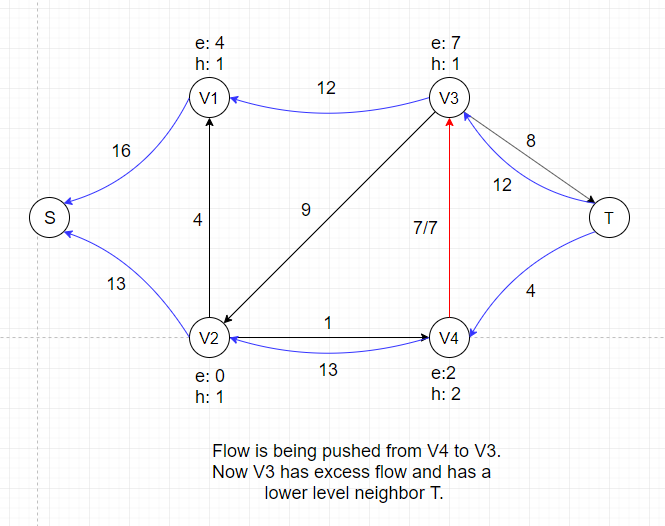 e: 4
h: 1
e: 7
h: 1
V1
12
V3
16
8
12
S
4
9
7/7
T
13
4
V2
1
V4
13
e: 0
h: 1
e:2
h: 2
Flow is being pushed from V4 to V3.
Now V3 has excess flow and has a
lower level neighbor T.